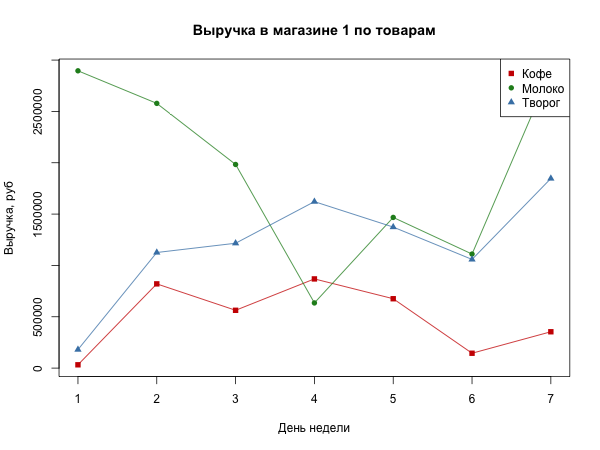 Выручка в магазине 1 по товарам
Кофе
Молоко
Творог
Выручка, руб
2500000
1500000
500000
0
1 2 3 4 5 6 7
День недели